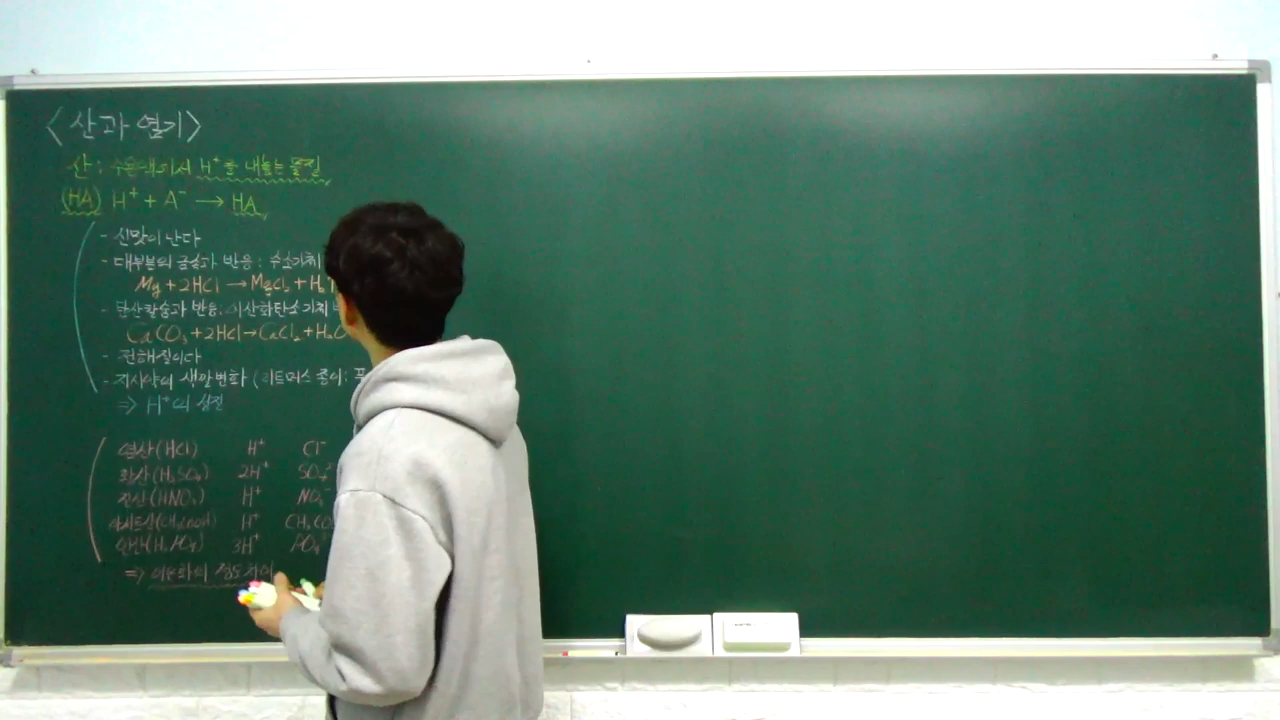 <산과 염기>
산 : 수용액에서 H⁺를 내놓는 물질
(HA) H⁺ + A⁻ → HA
- 신맛이 난다
- 대부분의 금속과 반응 : 수소기체
Mg + 2HCl → MgCl₂ + H₂↑
- 탄산칼슘과 반응 : 이산화탄소 기체
CaCO₃ + 2HCl → CaCl₂ + H₂O
- 전해질이다
- 지시약의 색깔 변화 (리트머스 종이 : 푸
⇒ H⁺의 성질
염산(HCl) H⁺ Cl⁻
황산(H₂SO₄) 2H⁺ SO₄²⁻
질산(HNO₃) H⁺ NO₃⁻
아세트산(CH₃COOH) H⁺ CH₃CO
인산(H₃PO₄) 3H⁺ PO₄³⁻
⇒ 이온화의 정도 차이